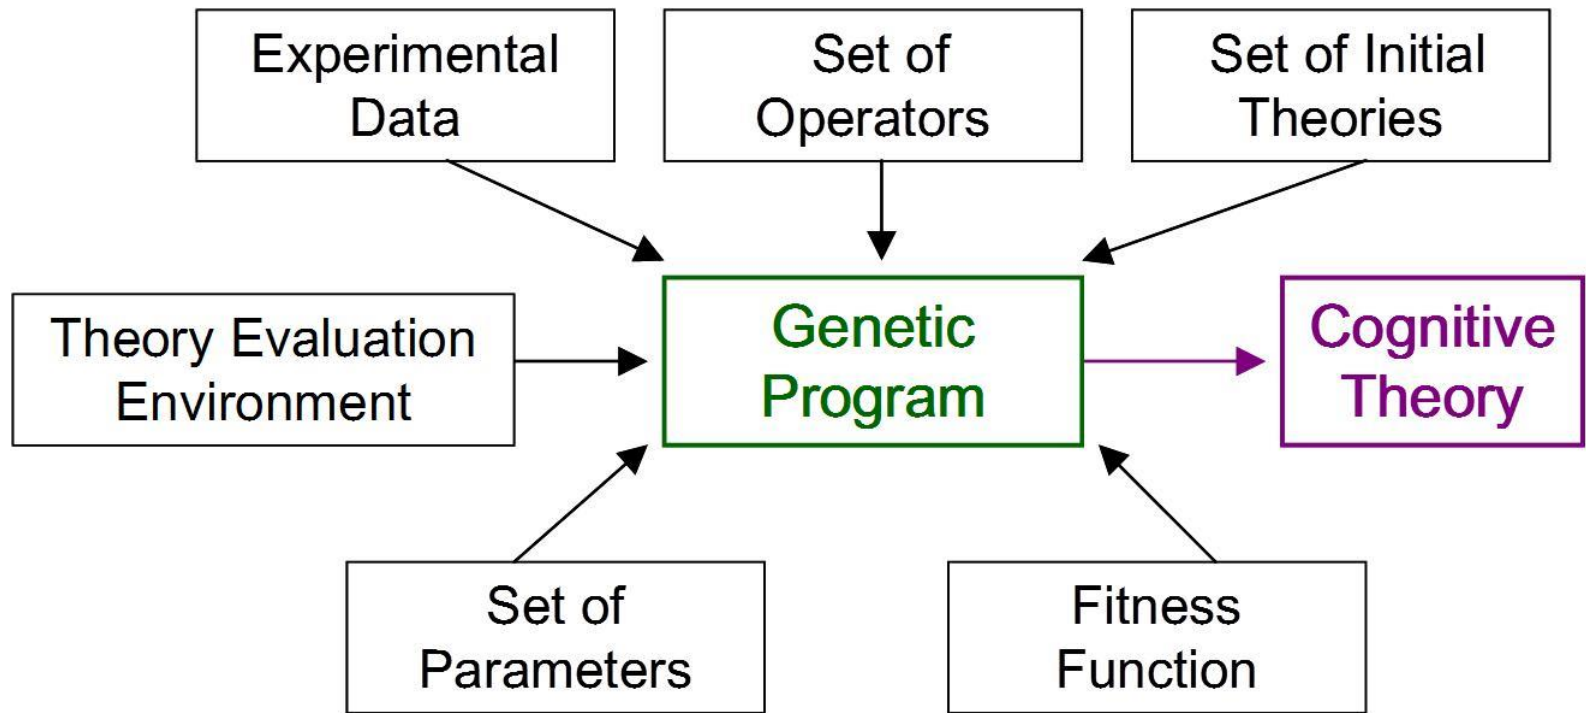 Experimental
Data
Set of
Operators
Set of Initial
Theories
Theory Evaluation
Environment
Genetic
Program
Cognitive
Theory
Set of
Parameters
Fitness
Function